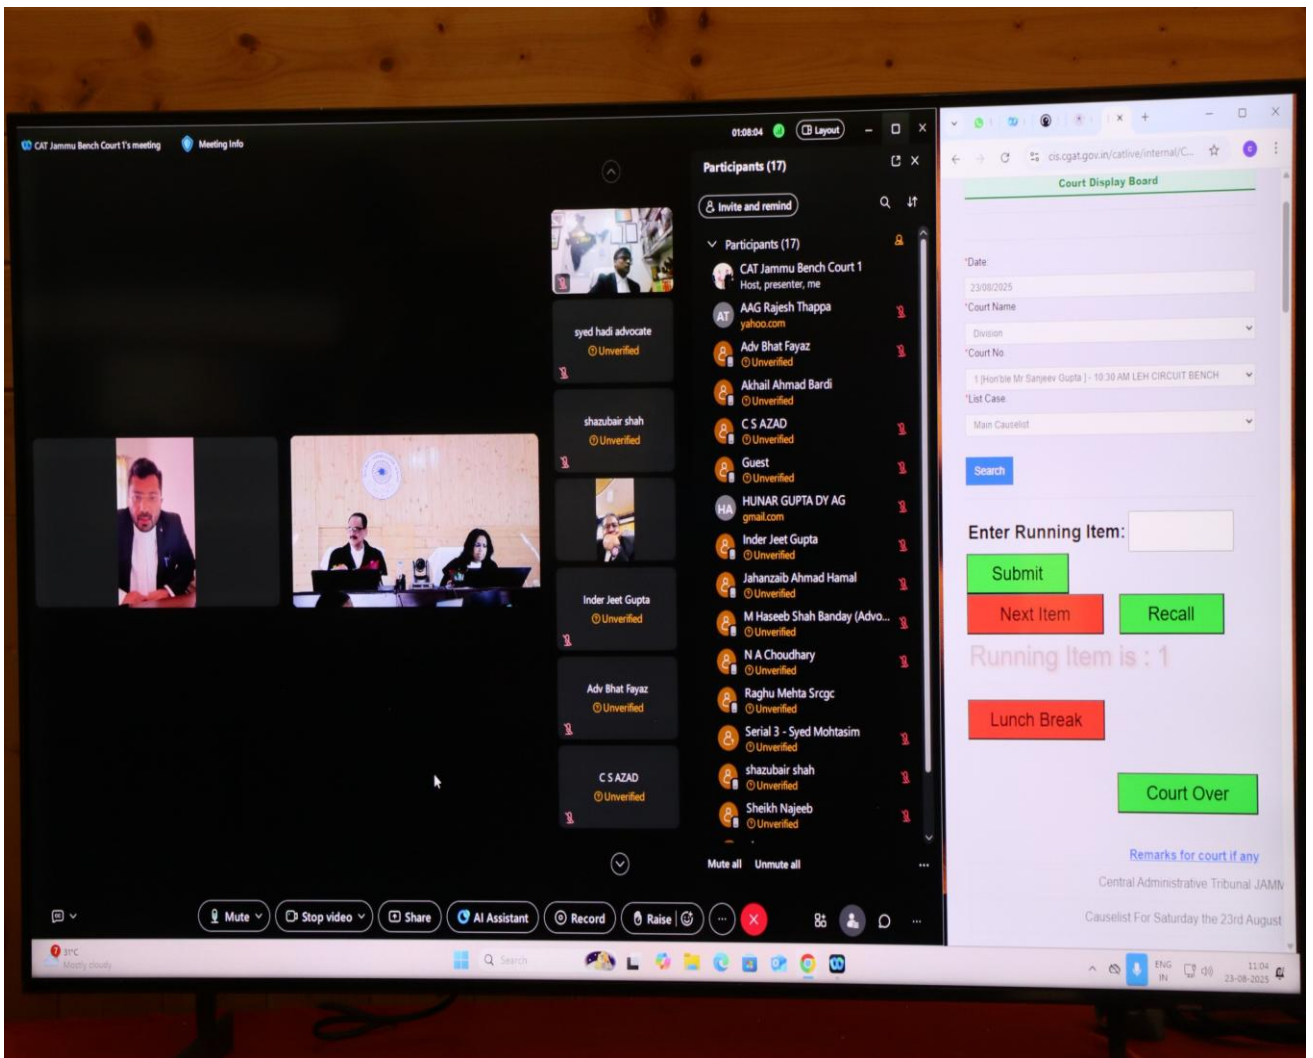 CAT Jammu Bench Court 1's meeting
Meeting Info
01:08:04
Layout
syed hadi advocate
Unverified
shazubair shah
Unverified
Inder Jeet Gupta
Unverified
Adv Bhat Fayaz
Unverified
C S AZAD
Unverified
Participants (17)
Invite and remind
Participants (17)
CAT Jammu Bench Court 1
Host, presenter, me
AT
AAG Rajesh Thappa
yahoo.com
Adv Bhat Fayaz
Unverified
Akhail Ahmad Bardi
Unverified
C S AZAD
Unverified
Guest
Unverified
HA
HUNAR GUPTA DY AG
gmail.com
Inder Jeet Gupta
Unverified
Jahanzaib Ahmad Hamal
Unverified
M Haseeb Shah Banday (Advo...
Unverified
N A Choudhary
Unverified
Raghu Mehta Srcgc
Unverified
Serial 3 - Syed Mohtasim
Unverified
shazubair shah
Unverified
Sheikh Najeeb
Unverified
Mute all Unmute all
Mute
Stop video
Share
AI Assistant
Record
Raise
cis.cgat.gov.in/catlive/internal/C...
Court Display Board
*Date
23/08/2025
*Court Name
Division
*Court No
1 [Hon'ble Mr Sanjeev Gupta ] - 10:30 AM LEH CIRCUIT BENCH
*List Case
Main Causelist
Search
Enter Running Item:
Submit
Next Item
Recall
Running Item is : 1
Lunch Break
Court Over
Remarks for court if any
Central Administrative Tribunal JAMM
Causelist For Saturday the 23rd August
7
31°C
Mostly cloudy
Search
ENG
IN
11:04
23-08-2025